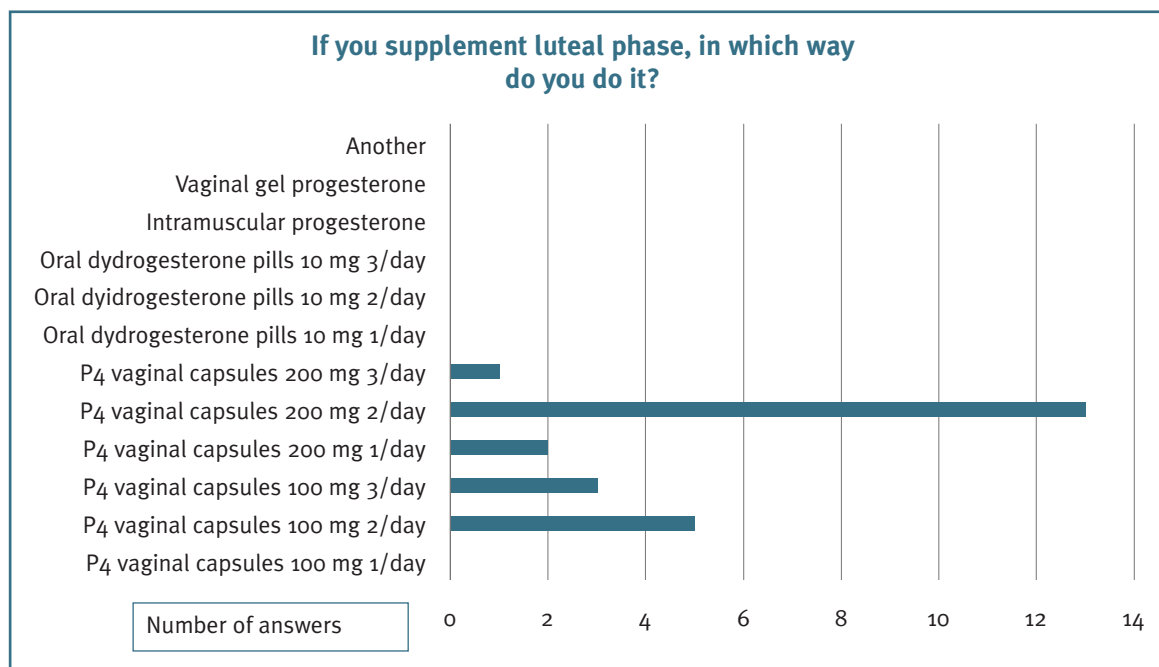 If you supplement luteal phase, in which way
do you do it?
Another
Vaginal gel progesterone
Intramuscular progesterone
Oral dydrogesterone pills 10 mg 3/day
Oral dyidrogesterone pills 10 mg 2/day
Oral dydrogesterone pills 10 mg 1/day
P4 vaginal capsules 200 mg 3/day
P4 vaginal capsules 200 mg 2/day
P4 vaginal capsules 200 mg 1/day
P4 vaginal capsules 100 mg 3/day
P4 vaginal capsules 100 mg 2/day
P4 vaginal capsules 100 mg 1/day
Number of answers 0 2 4 6 8 10 12 14